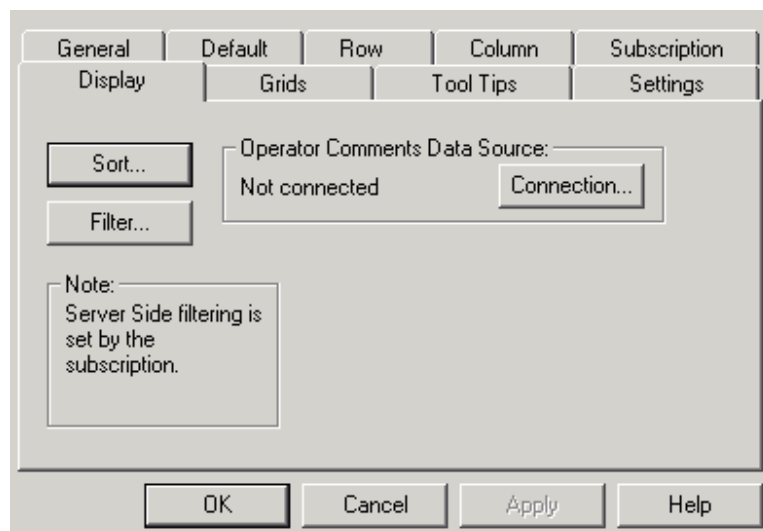 General Default Row Column Subscription
Display Grids Tool Tips Settings
Sort...
Operator Comments Data Source:
Not connected Connection...
Filter...
Note:
Server Side filtering is
set by the
subscription.
OK Cancel Apply Help